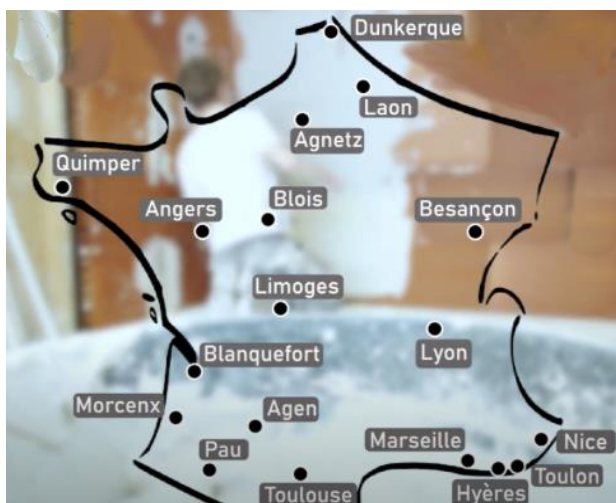 Dunkerque
Laon
Agnetz
Quimper
Angers
Blois
Besançon
Limoges
Lyon
Blanquefort
Morcenx
Agen
Nice
Marseille
Pau
Toulon
Hyères
Toulouse